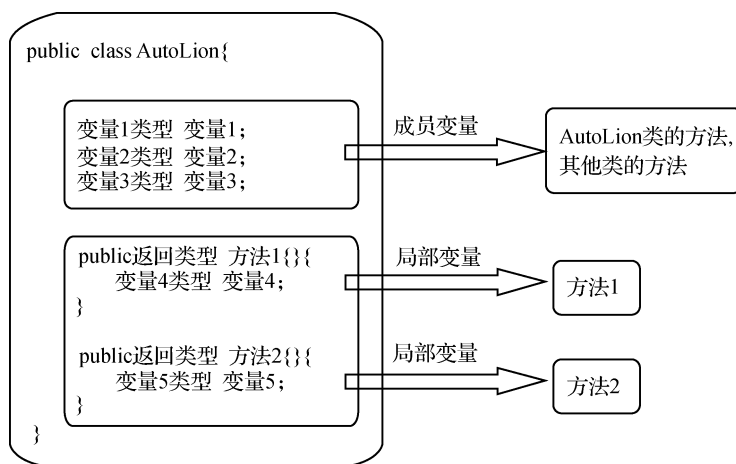 public class AutoLion{
变量1类型 变量1;
变量2类型 变量2;
变量3类型 变量3;
成员变量
AutoLion类的方法,
其他类的方法
public返回类型 方法1{}{
变量4类型 变量4;
}
局部变量
方法1
public返回类型 方法2{}{
变量5类型 变量5;
}
局部变量
方法2
}